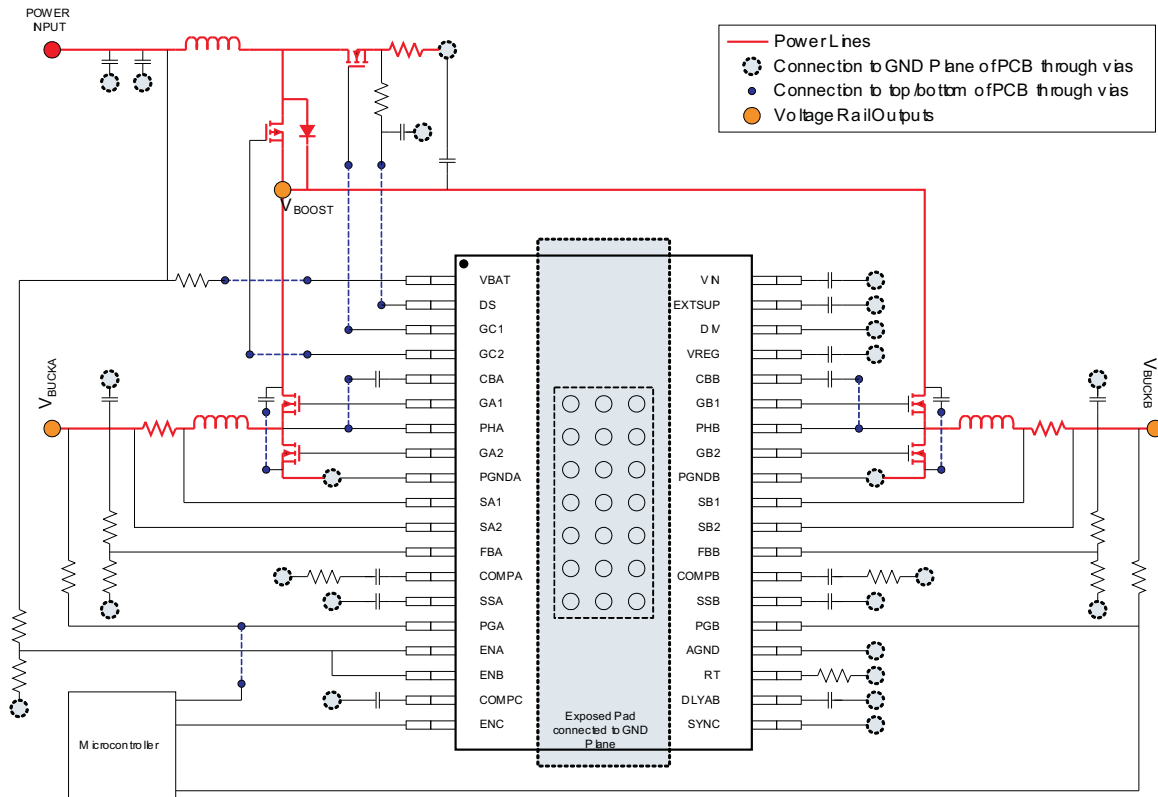 POWER
INPUT
Power Lines
Connection to GND Plane of PCB through vias
Connection to top/bottom of PCB through vias
Voltage Rail Outputs
VBOOST
VBUCKA
VBUCKB
VBAT
DS
GC1
GC2
CBA
GA1
PHA
GA2
PGNDA
SA1
SA2
FBA
COMPA
SSA
PGA
ENA
ENB
COMPC
ENC
VIN
EXTSUP
DIV
VREG
CBB
GB1
PHB
GB2
PGNDB
SB1
SB2
FBB
COMPB
SSB
PGB
AGND
RT
DLYAB
SYNC
Exposed Pad
connected to GND
Plane
Microcontroller